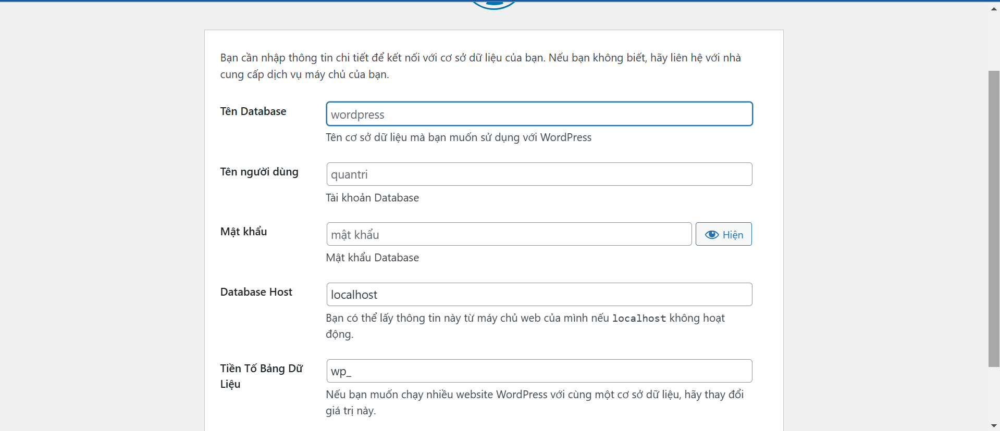 Bạn cần nhập thông tin chi tiết để kết nối với cơ sở dữ liệu của bạn. Nếu bạn không biết, hãy liên hệ với nhà
cung cấp dịch vụ máy chủ của bạn.
Tên Database
wordpress
Tên cơ sở dữ liệu mà bạn muốn sử dụng với WordPress
Tên người dùng
quantri
Tài khoản Database
Mật khẩu
mật khẩu
Hiện
Mật khẩu Database
Database Host
localhost
Bạn có thể lấy thông tin này từ máy chủ web của mình nếu localhost không hoạt
động.
Tiền Tố Bảng Dữ
Liệu
wp_
Nếu bạn muốn chạy nhiều website WordPress với cùng một cơ sở dữ liệu, hãy thay đổi
giá trị này.